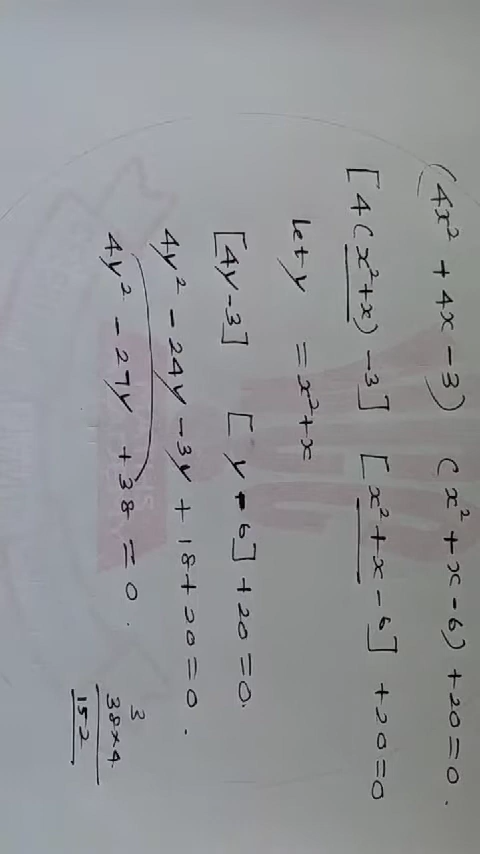 (4x² + 4x - 3) (x² + x - 6) + 20 = 0.
[4(x² + x) - 3] [x² + x - 6] + 20 = 0
Let y = x² + x
[4y - 3] [y - 6] + 20 = 0.
4y² - 24y - 3y + 18 + 20 = 0.
4y² - 27y + 38 = 0.
3
38 × 4
152